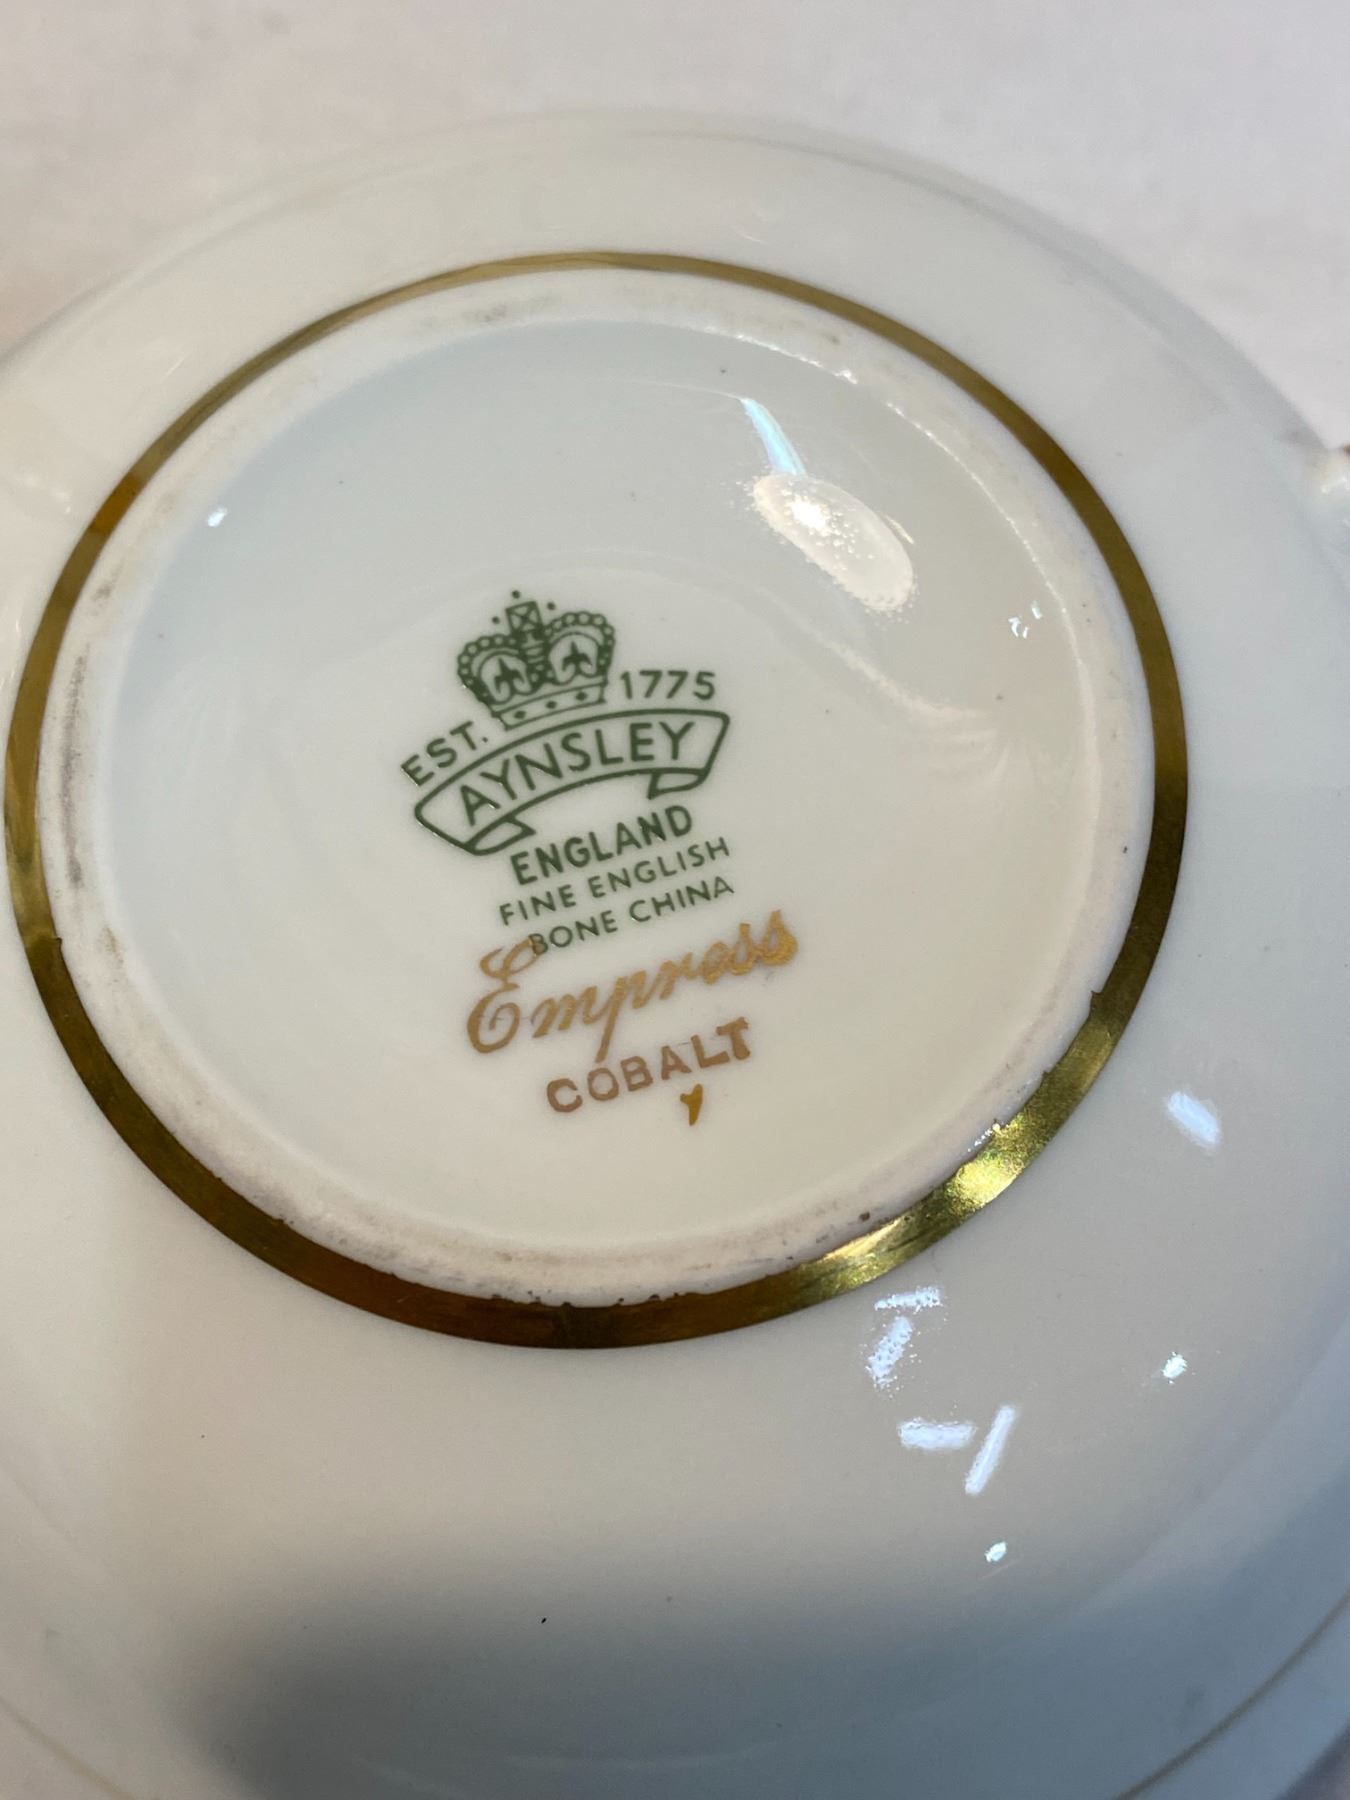 EST. 1775
AYNSLEY
ENGLAND
FINE ENGLISH
BONE CHINA
Empress
COBALT